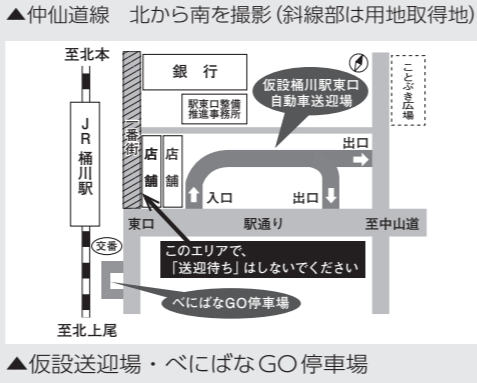 ▲仲仙道線　北から南を撮影(斜線部は用地取得地)
至北本
銀行
駅東口整備
推進事務所
仮設桶川駅東口
自動車送迎場
ことぶき広場
JR桶川駅
一番街
店舗
店舗
出口
入口
出口
東口
駅通り
至中山道
交番
このエリアで、
「送迎待ち」はしないでください
べにばなGO停車場
至北上尾
▲仮設送迎場・べにばなGO停車場